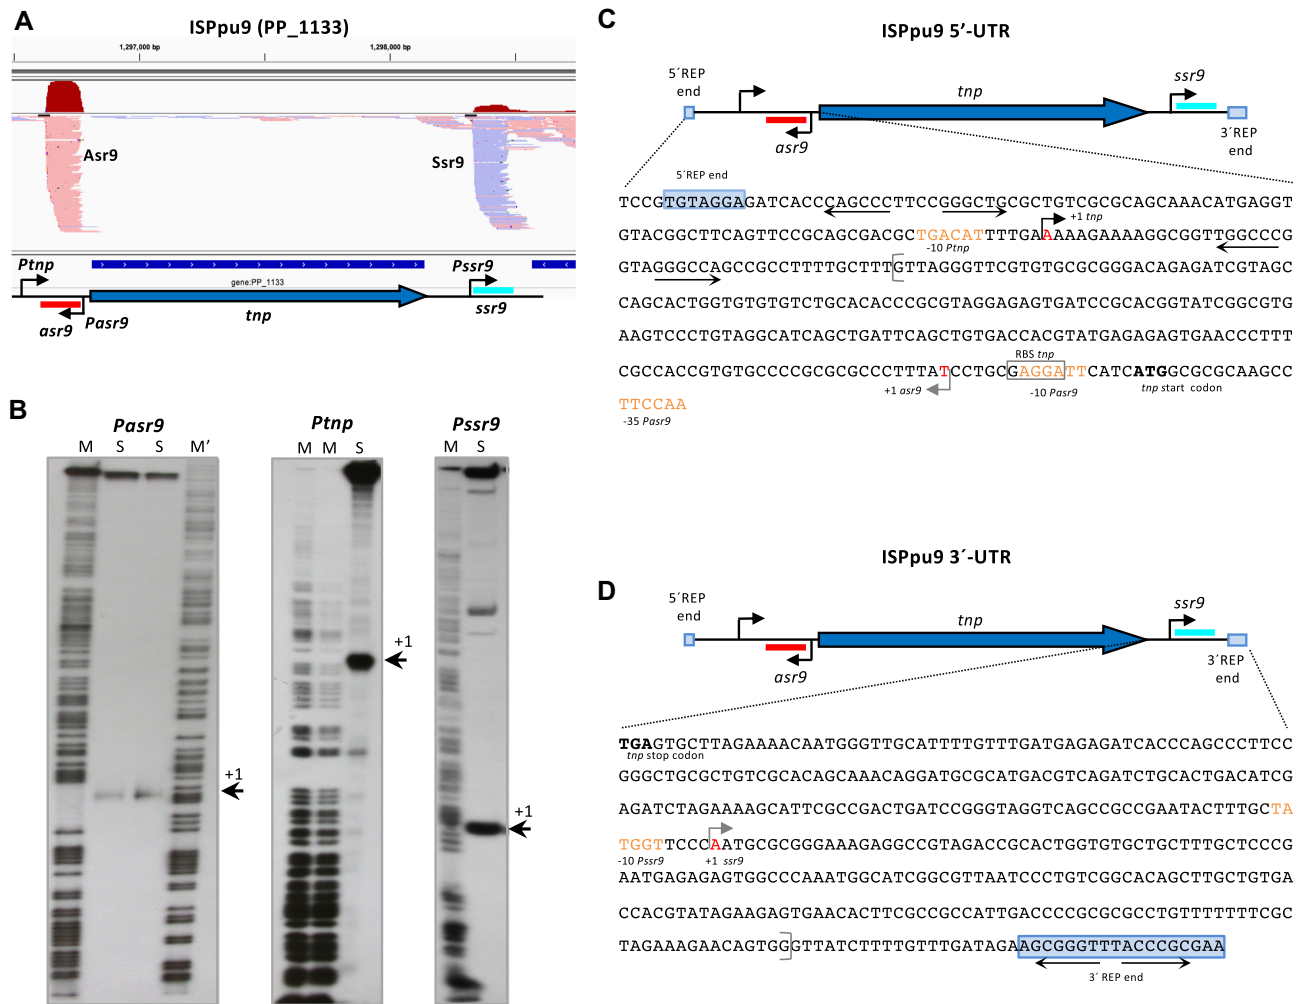 A
ISPpu9 (PP_1133)
1,297,000 bp
1,298,000 bp
Asr9
Ssr9
Ptnp
Pssr9
gene:PP_1133
asr9
Pasr9
tnp
ssr9
B
Pasr9
Ptnp
Pssr9
M S S M'
M M S
M S
+1
+1
+1
C
ISPpu9 5’-UTR
5´REP end
tnp
ssr9
asr9
3´REP end
5´REP end
TCCGTGTAGGAGATCACCCAGCCCTTCCGGGCTGCGCTGTCGCGCAGCAAACATGAGGT
+1 tnp
GTACGGCTTCAGTTCCGCAGCGACGCTGACATTTTGAAAAAGAAAAGGCGGTTGGCCCG
-10 Ptnp
GTAGGGCCAGCCGCCTTTTGCTTTGTTAGGGTTCGTGTGCGCGGGACAGAGATCGTAGC
CAGCACTGGTGTGTGTCTGCACACCCGCGTAGGAGAGTGATCCGCACGGTATCGGCGTG
AAGTCCCTGTAGGCATCAGCTGATTCAGCTGTGACCACGTATGAGAGAGTGAACCCTTT
RBS tnp
CGCCACCGTGTGCCCCGCGCGCCCTTTATCCTGCGAGGATTCATCATGGCGCGCAAGCC
+1 asr9
-10 Pasr9
tnp start codon
TTCCAA
-35 Pasr9
D
ISPpu9 3´-UTR
5´REP end
tnp
ssr9
asr9
3´REP end
TGAGTGCTTAGAAAACAATGGGTTGCATTTTGTTTGATGAGAGATCACCCAGCCCTTCC
tnp stop codon
GGGCTGCGCTGTCGCACAGCAAACAGGATGCGCATGACGTCAGATCTGCACTGACATCG
AGATCTAGAAAAGCATTCGCCGACTGATCCGGGTAGGTCAGCCGCCGAATACTTTGCTA
TGGTTCCCAATGCGCGGGAAAGAGGCCGTAGACCGCACTGGTGTGCTGCTTTGCTCCCG
-10 Pssr9
+1 ssr9
AATGAGAGAGTGGCCCAAATGGCATCGGCGTTAATCCCTGTCGGCACAGCTTGCTGTGA
CCACGTATAGAAGAGTGAACACTTCGCCGCCATTGACCCCGCGCGCCTGTTTTTTTCGC
TAGAAAGAACAGTGGGTTATCTTTTGTTTGATAGAAGCGGGTTTACCCGCGAA
3´ REP end